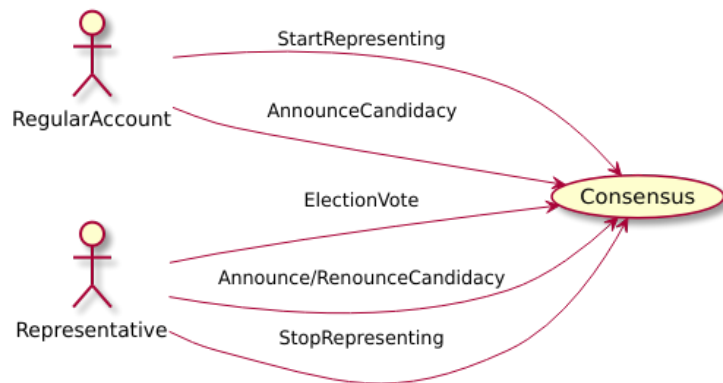 StartRepresenting
RegularAccount
AnnounceCandidacy
Consensus
ElectionVote
Announce/RenounceCandidacy
Representative
StopRepresenting